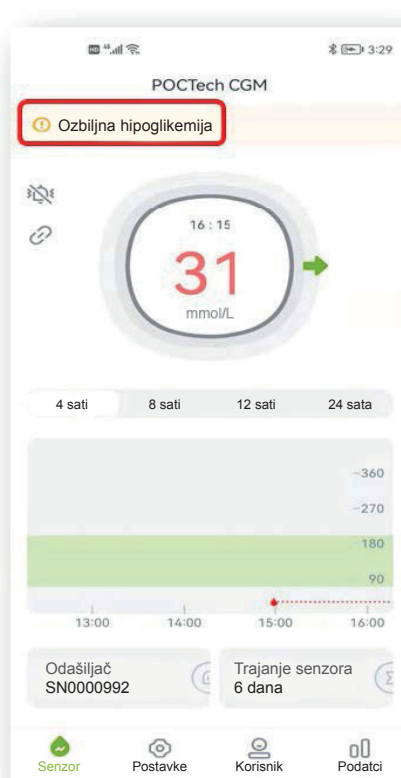 HD 3:29
POCTech CGM
Ozbiljna hipoglikemija
16 : 15
31
mmol/L
4 sati 8 sati 12 sati 24 sata
360
270
180
90
13:00 14:00 15:00 16:00
Odašiljač
SN0000992
Trajanje senzora
6 dana
Senzor Postavke Korisnik Podatci